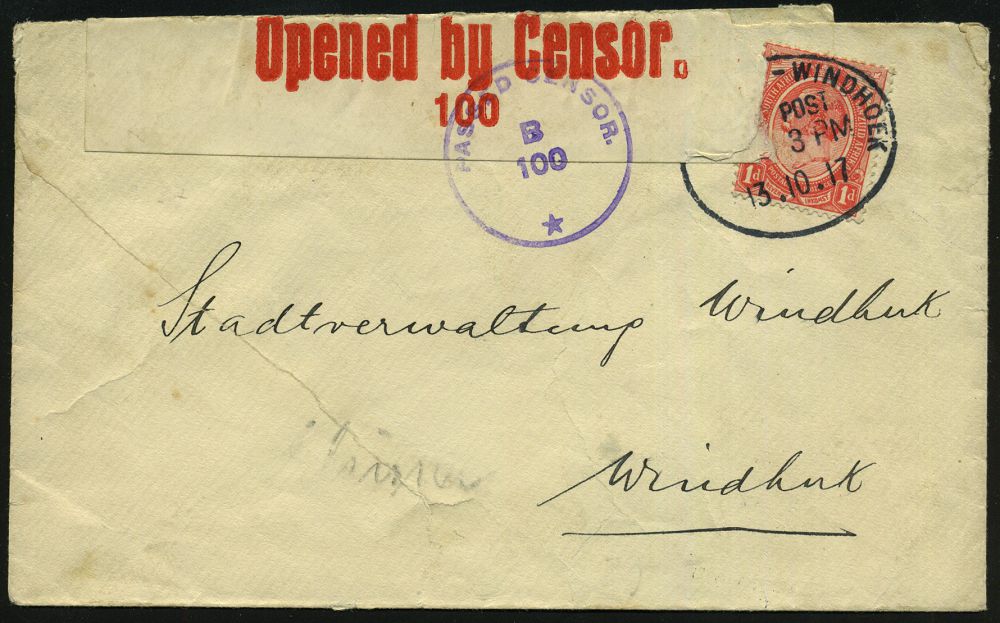 Opened by Censor.
100
PASSED CENSOR.
B
100
WINDHOEK
POST
3 PM
13.10.17
1d 1d
Stadtverwaltung Windhuk
Windhuk